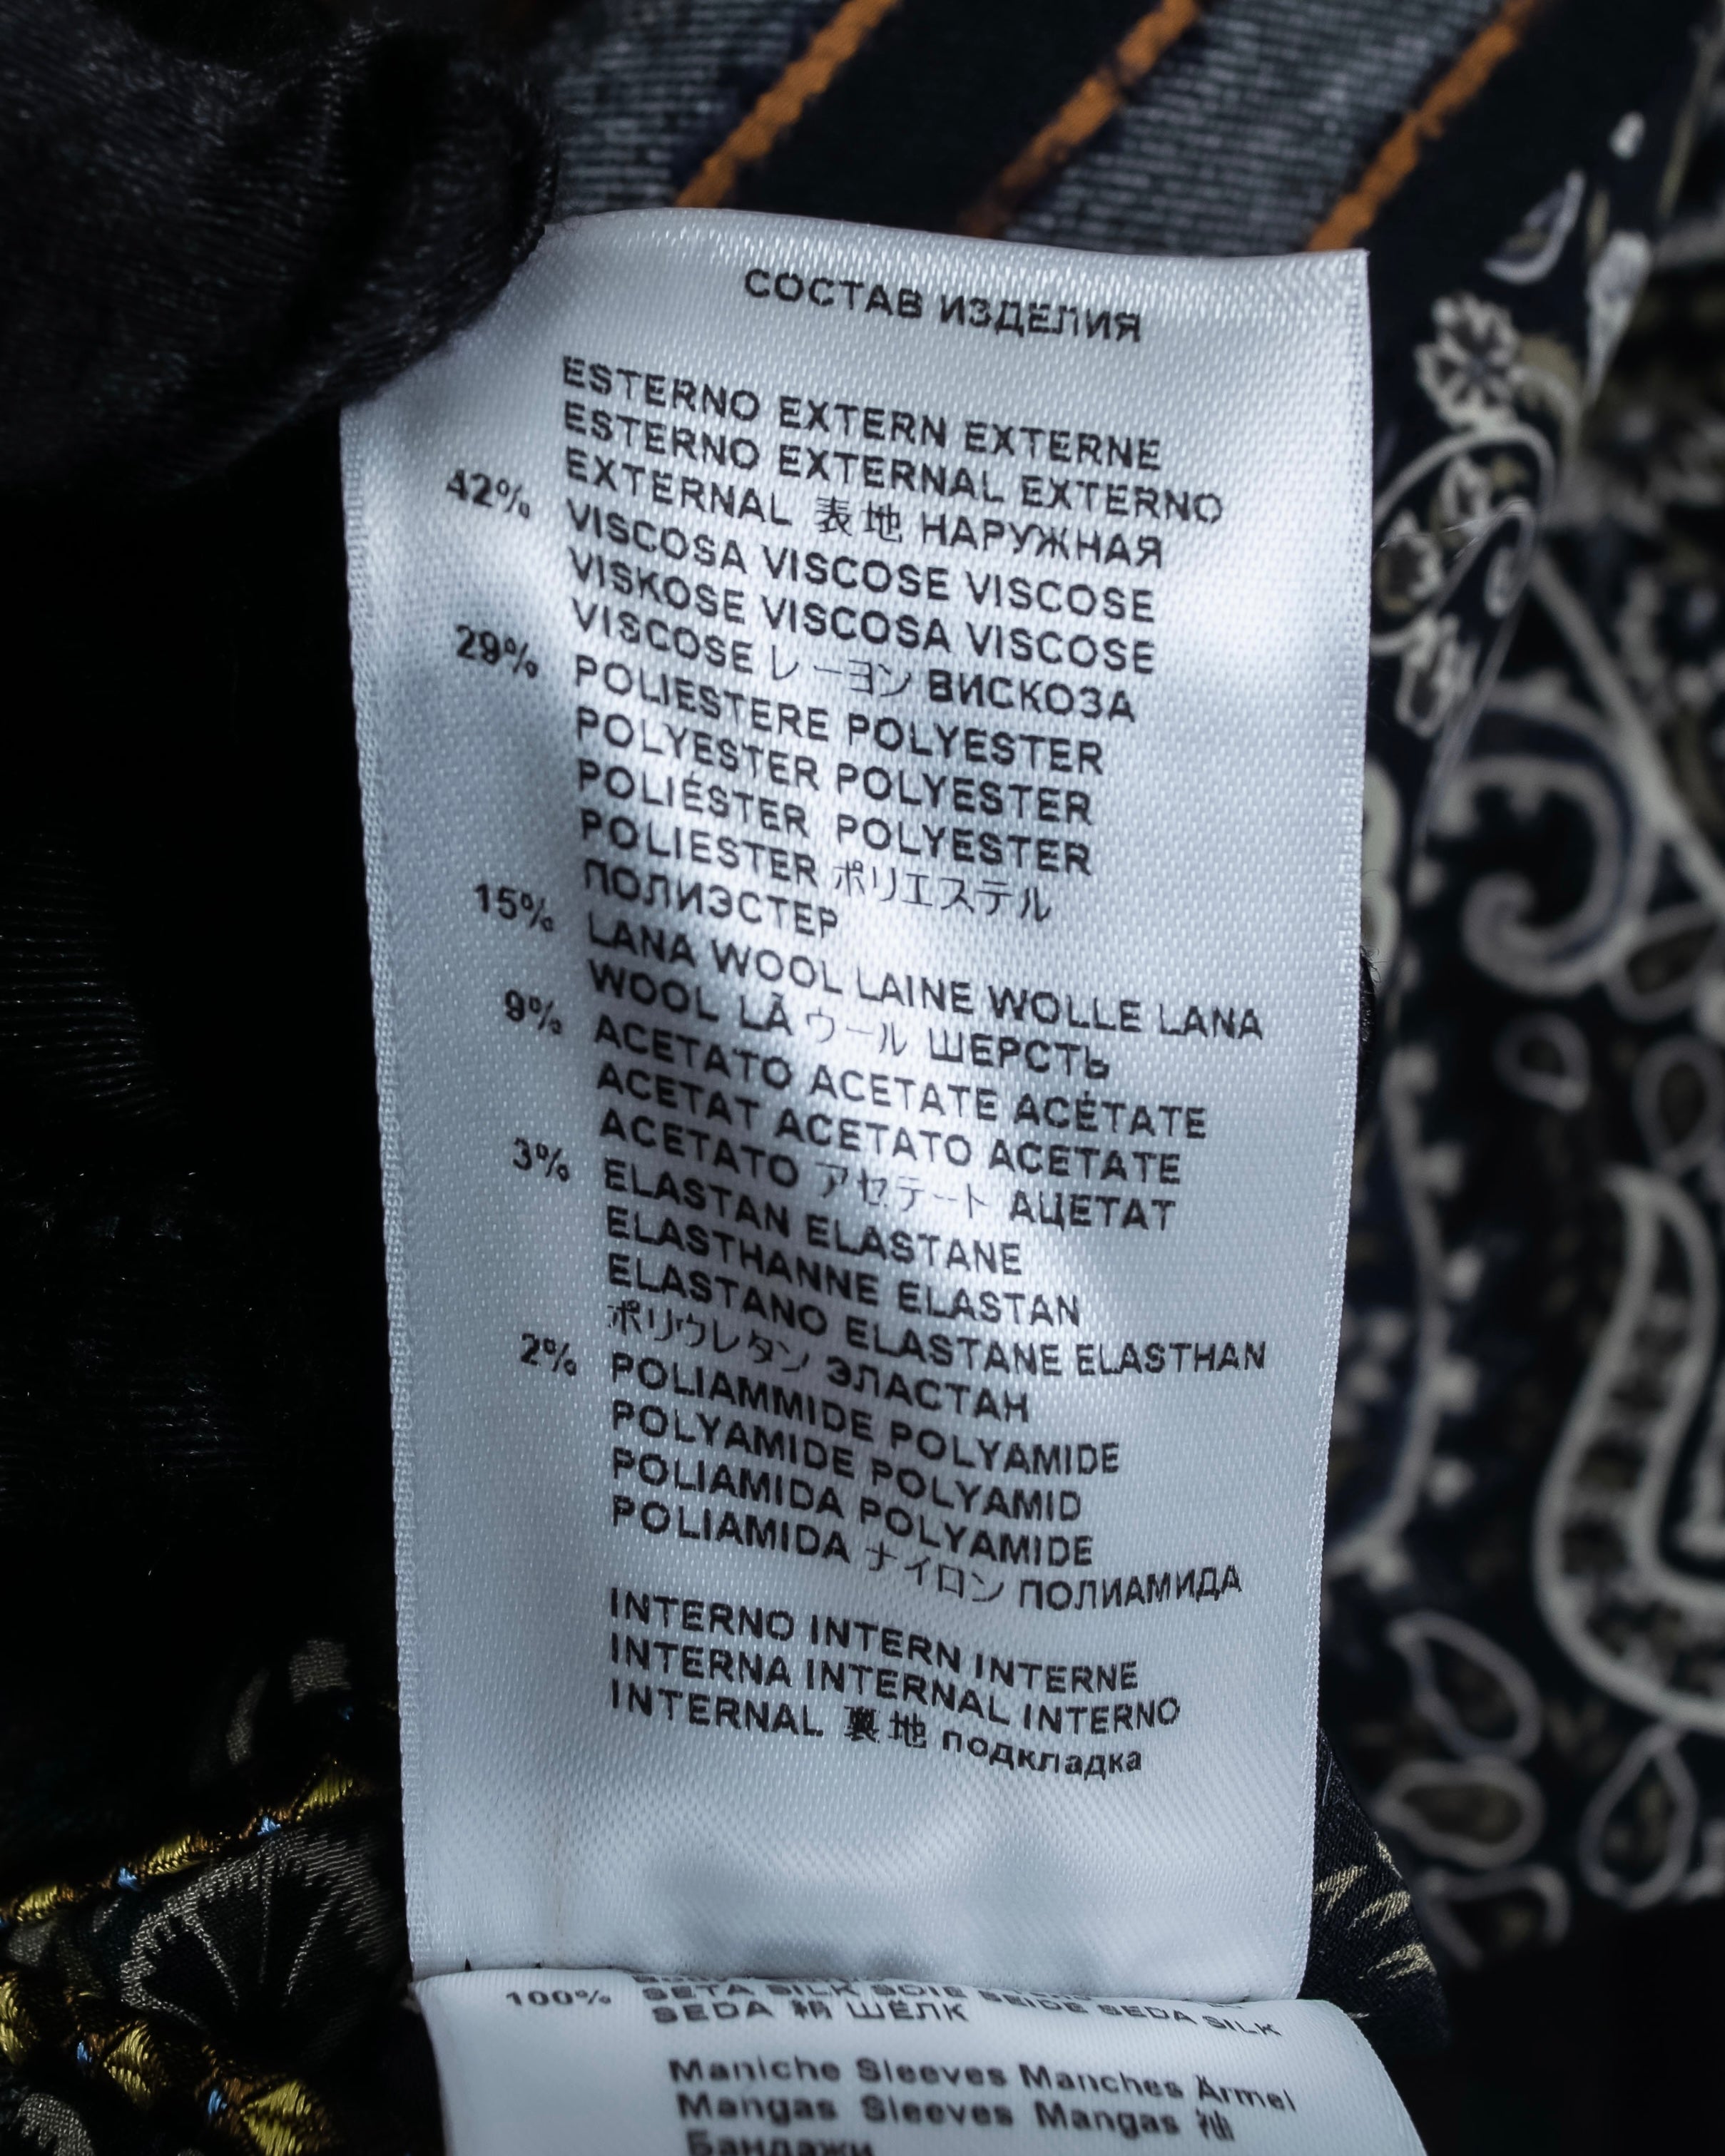 СОСТАВ ИЗДЕЛИЯ
ESTERNO EXTERN EXTERNE
ESTERNO EXTERNAL EXTERNO
EXTERNAL 表地 НАРУЖНАЯ
42% VISCOSA VISCOSE VISCOSE
VISKOSE VISCOSA VISCOSE
VISCOSE レーヨン ВИСКОЗА
29% POLIESTERE POLYESTER
POLYESTER POLYESTER
POLIÉSTER POLYESTER
POLIESTER ポリエステル
ПОЛИЭСТЕР
15% LANA WOOL LAINE WOLLE LANA
WOOL LÃ ウール ШЕРСТЬ
9% ACETATO ACETATE ACÉTATE
ACETAT ACETATO ACETATE
ACETATO アセテート АЦЕТАТ
3% ELASTAN ELASTANE
ELASTHANNE ELASTAN
ELASTANO ELASTANE ELASTHAN
ポリウレタン ЭЛАСТАН
2% POLIAMMIDE POLYAMIDE
POLYAMIDE POLYAMID
POLIAMIDA POLYAMIDE
POLIAMIDA ナイロン ПОЛИАМИДА
INTERNO INTERN INTERNE
INTERNA INTERNAL INTERNO
INTERNAL 裏地 подкладка
100% SETA SILK SOIE SEIDE SEDA SILK
SEDA 絹 ШЁЛК
Maniche Sleeves Manches Ärmel
Mangas Sleeves Mangas 袖
Бандажи